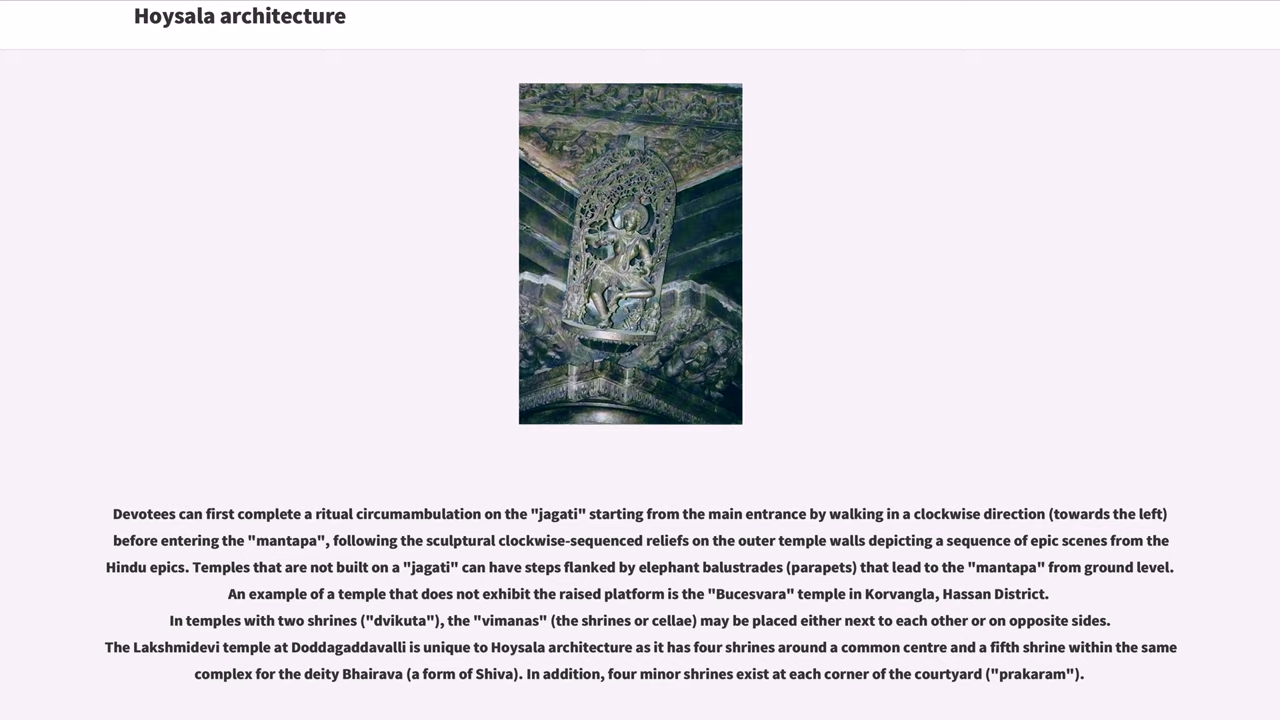 Hoysala architecture
Devotees can first complete a ritual circumambulation on the "jagati" starting from the main entrance by walking in a clockwise direction (towards the left)
before entering the "mantapa", following the sculptural clockwise-sequenced reliefs on the outer temple walls depicting a sequence of epic scenes from the
Hindu epics. Temples that are not built on a "jagati" can have steps flanked by elephant balustrades (parapets) that lead to the "mantapa" from ground level.
An example of a temple that does not exhibit the raised platform is the "Bucesvara" temple in Korvangla, Hassan District.
In temples with two shrines ("dvikuta"), the "vimanas" (the shrines or cellae) may be placed either next to each other or on opposite sides.
The Lakshmidevi temple at Doddagaddavalli is unique to Hoysala architecture as it has four shrines around a common centre and a fifth shrine within the same
complex for the deity Bhairava (a form of Shiva). In addition, four minor shrines exist at each corner of the courtyard ("prakaram").